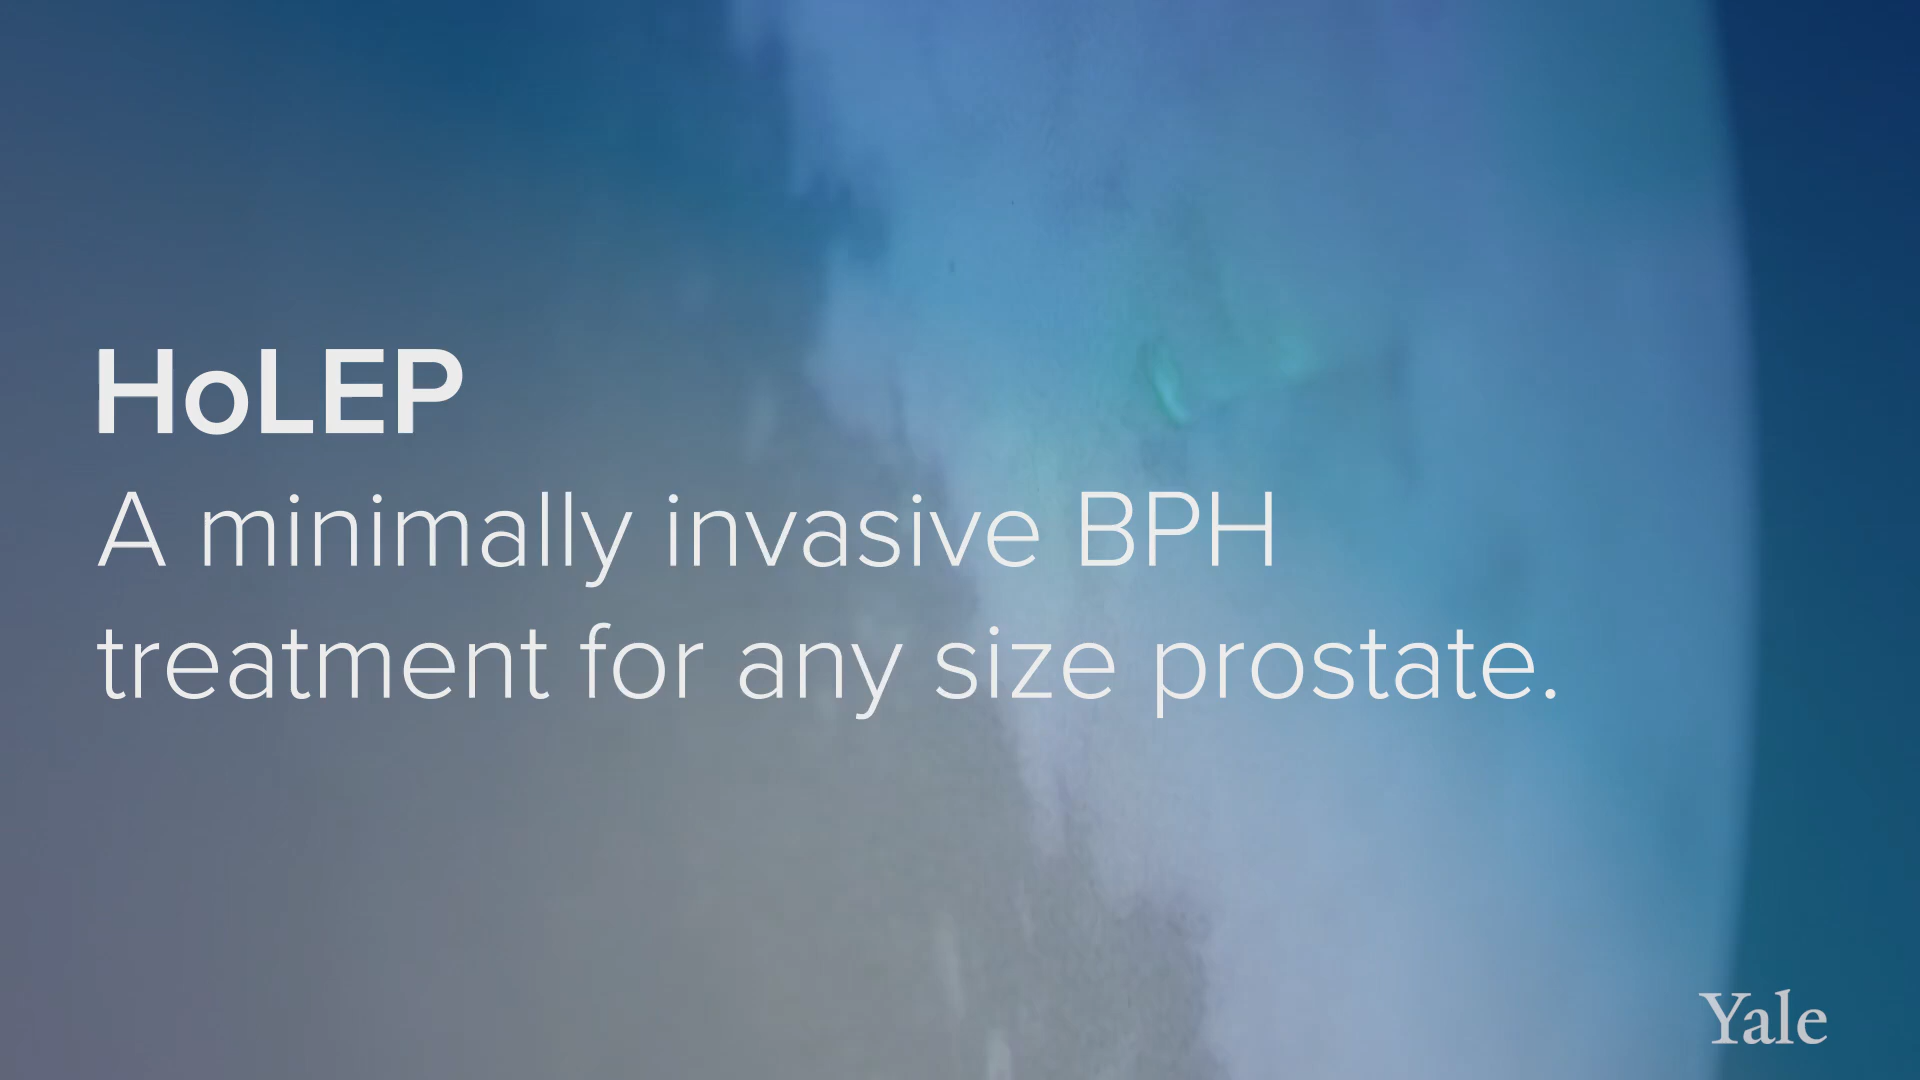 HoLEP
A minimally invasive BPH
treatment for any size prostate.
Yale